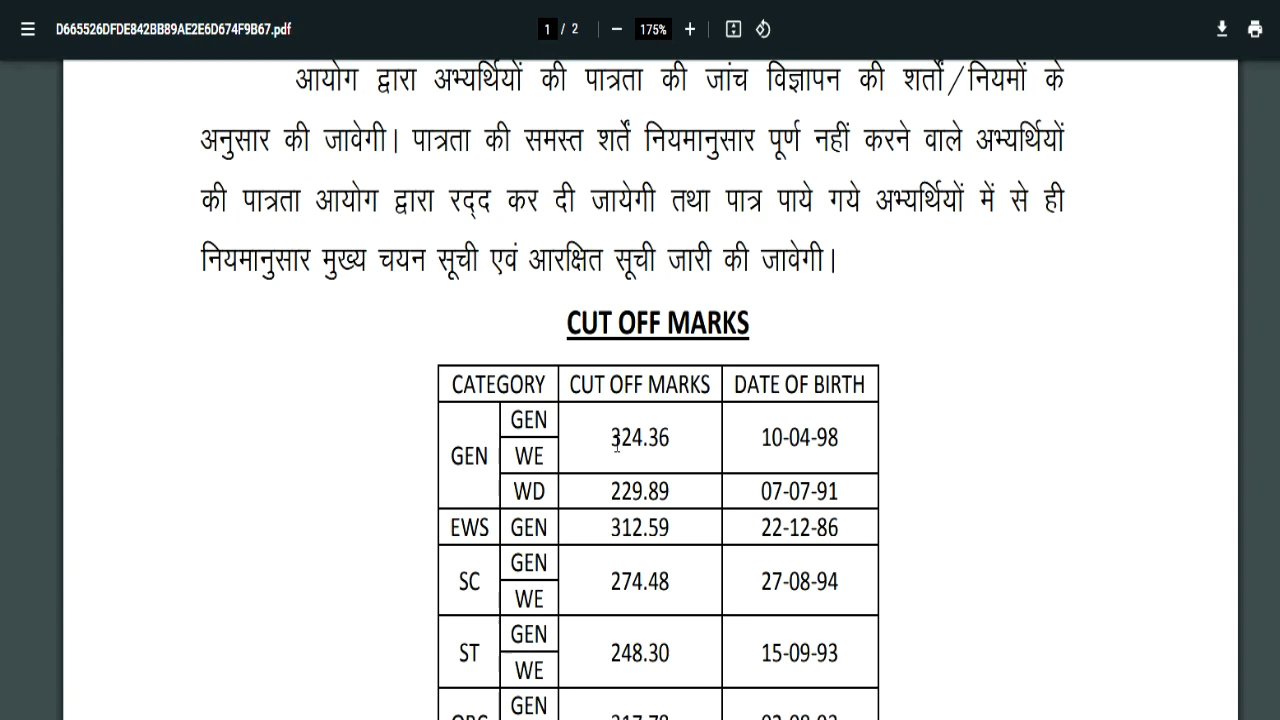 D665526DFDE842BB89AE2E6D674F9B67.pdf
1 / 2
175%
आयोग द्वारा अभ्यर्थियों की पात्रता की जांच विज्ञापन की शर्तों/नियमों के
अनुसार की जावेगी। पात्रता की समस्त शर्तें नियमानुसार पूर्ण नहीं करने वाले अभ्यर्थियों
की पात्रता आयोग द्वारा रद्द कर दी जायेगी तथा पात्र पाये गये अभ्यर्थियों में से ही
नियमानुसार मुख्य चयन सूची एवं आरक्षित सूची जारी की जावेगी।
CUT OFF MARKS
CATEGORY CUT OFF MARKS DATE OF BIRTH
GEN GEN 324.36 10-04-98
WE
WD 229.89 07-07-91
EWS GEN 312.59 22-12-86
SC GEN 274.48 27-08-94
WE
ST GEN 248.30 15-09-93
WE
GEN